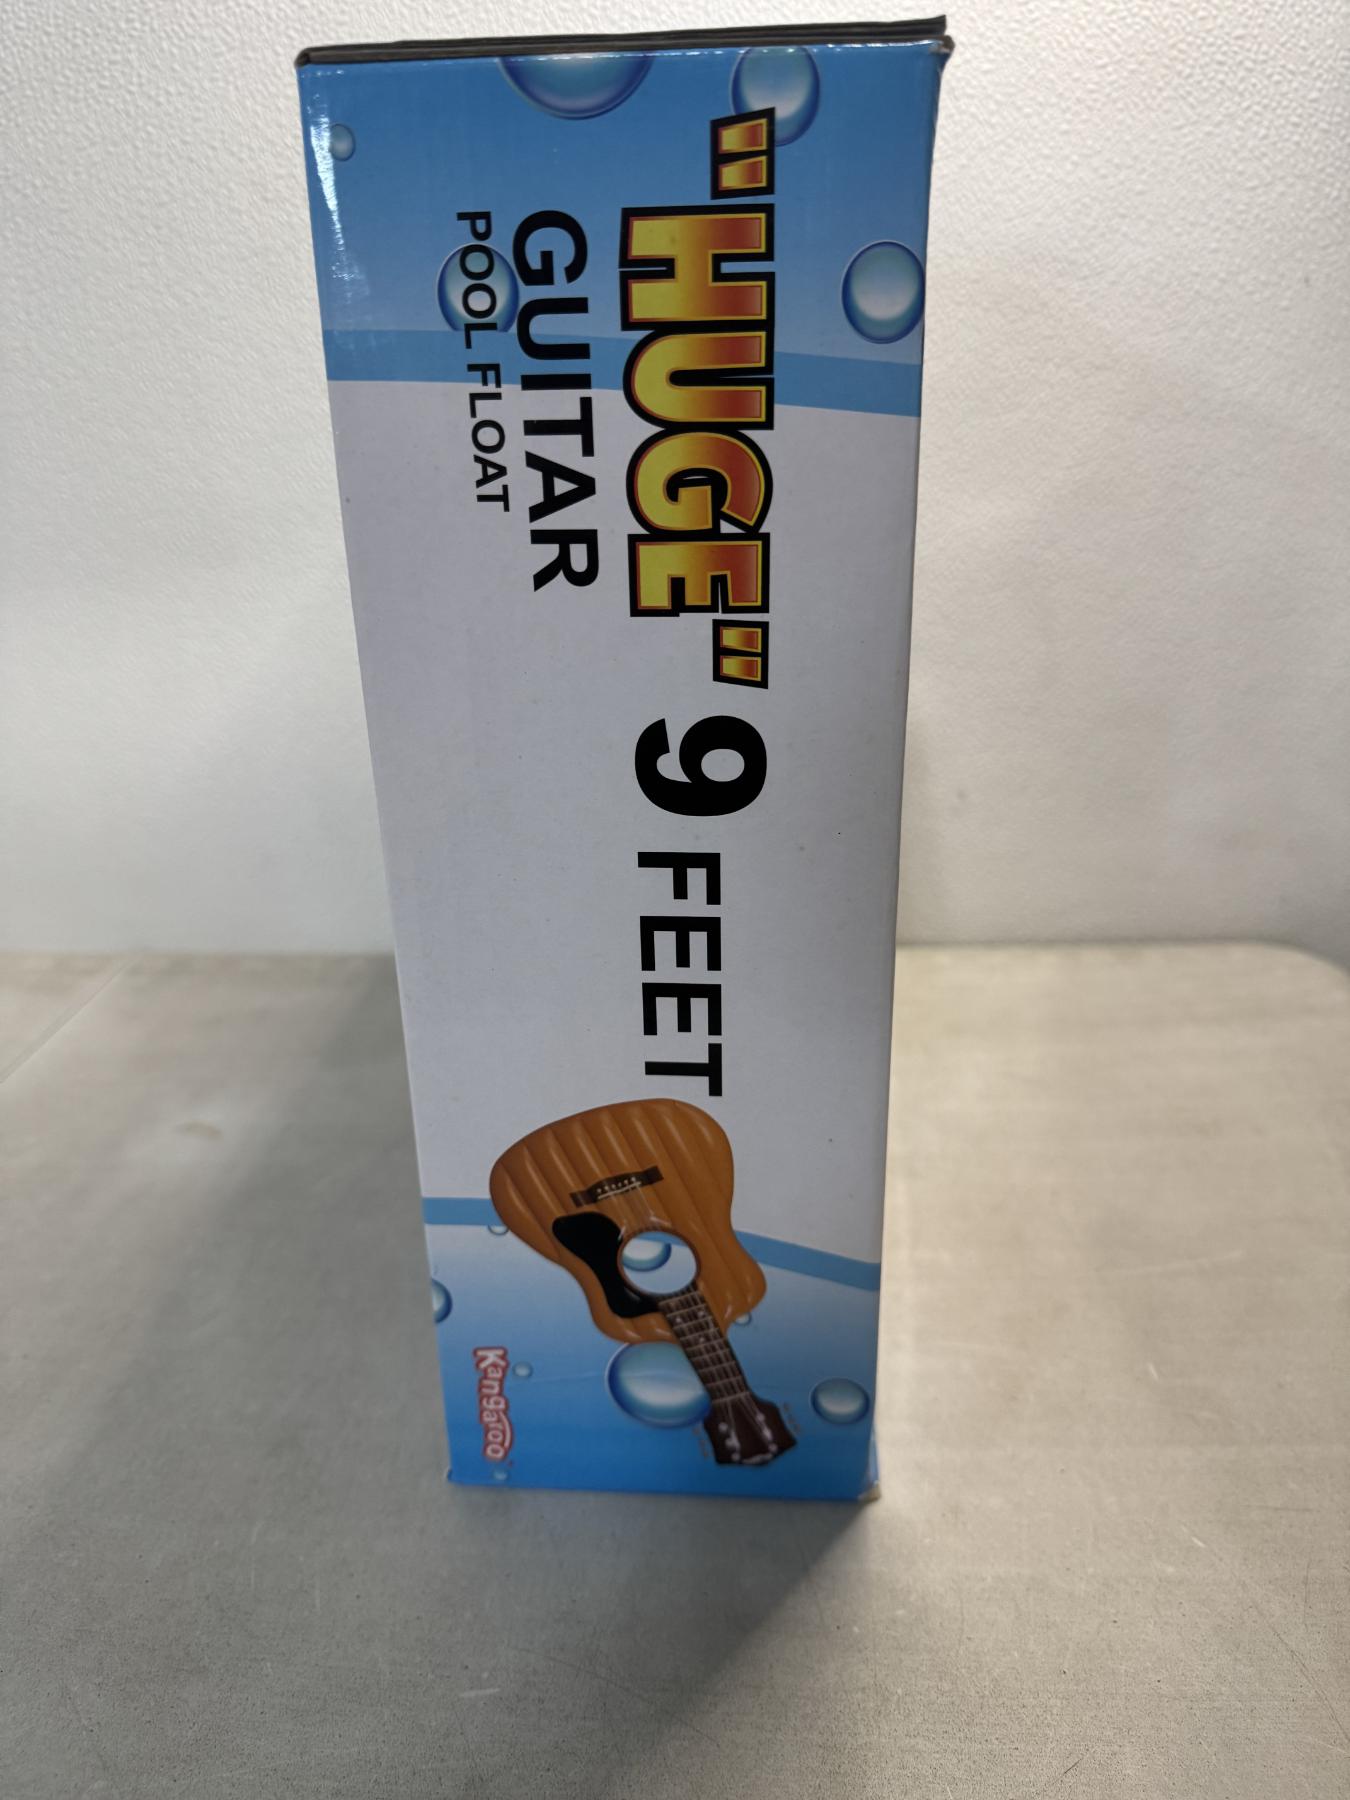 "HUGE" 9 FEET
GUITAR
POOL FLOAT
Kangaroo